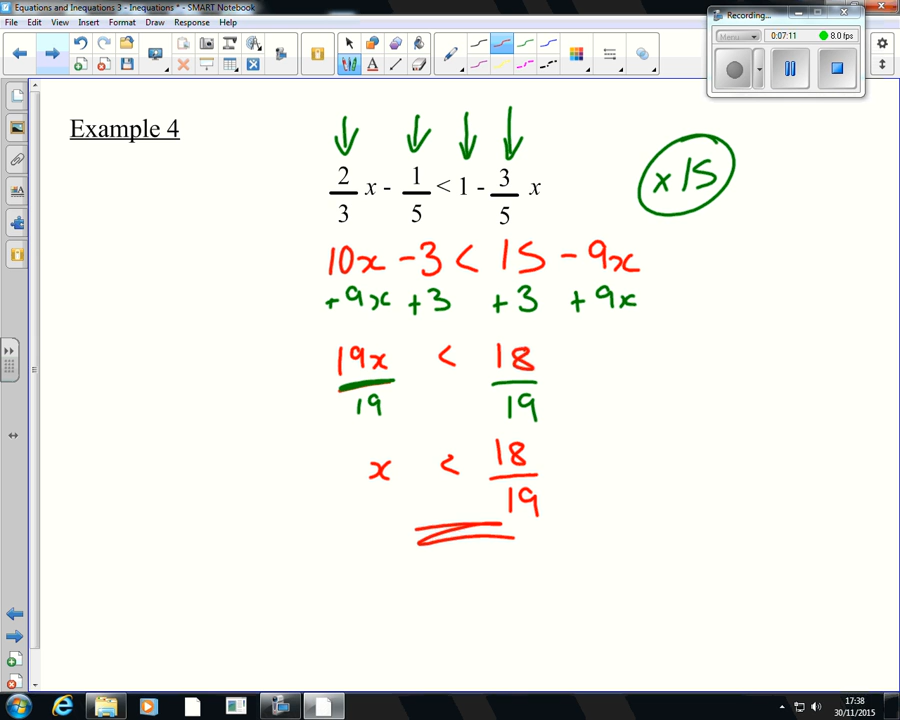 Equations and Inequations 3 - Inequations * - SMART Notebook
File Edit View Insert Format Draw Response Help
Recording...
Menu
0:07:11
8.0 fps
Example 4
2/3 x - 1/5 < 1 - 3/5 x
x 15
10x - 3 < 15 - 9x
+ 9x + 3 + 3 + 9x
19x < 18
19 19
x < 18/19
17:38
30/11/2015